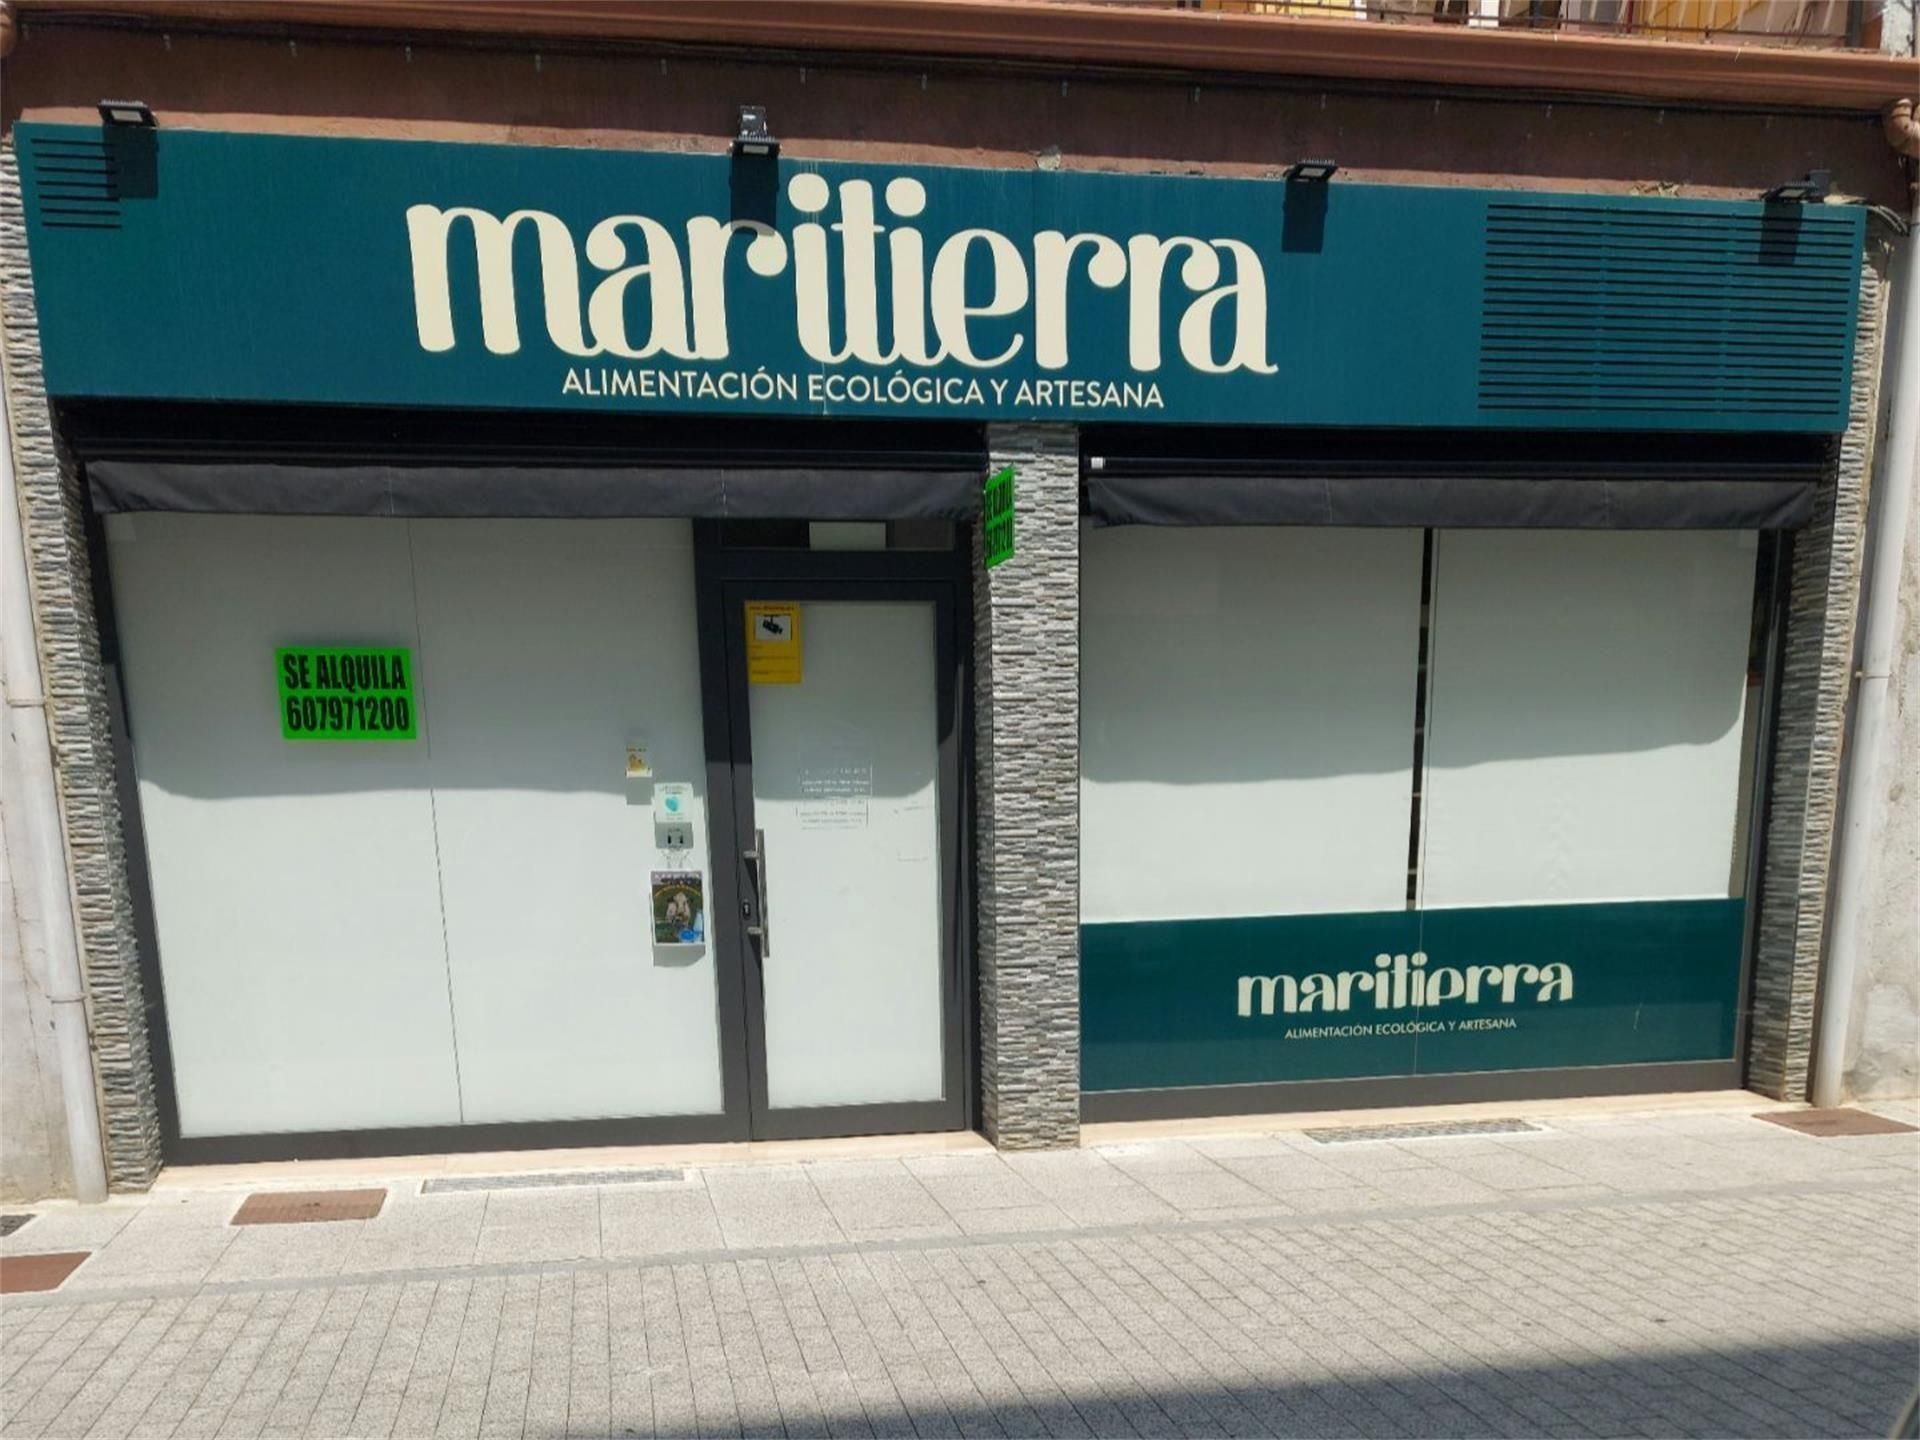 maritierra
ALIMENTACIÓN ECOLÓGICA Y ARTESANA
SE ALQUILA
607971200
maritierra
ALIMENTACIÓN ECOLÓGICA Y ARTESANA